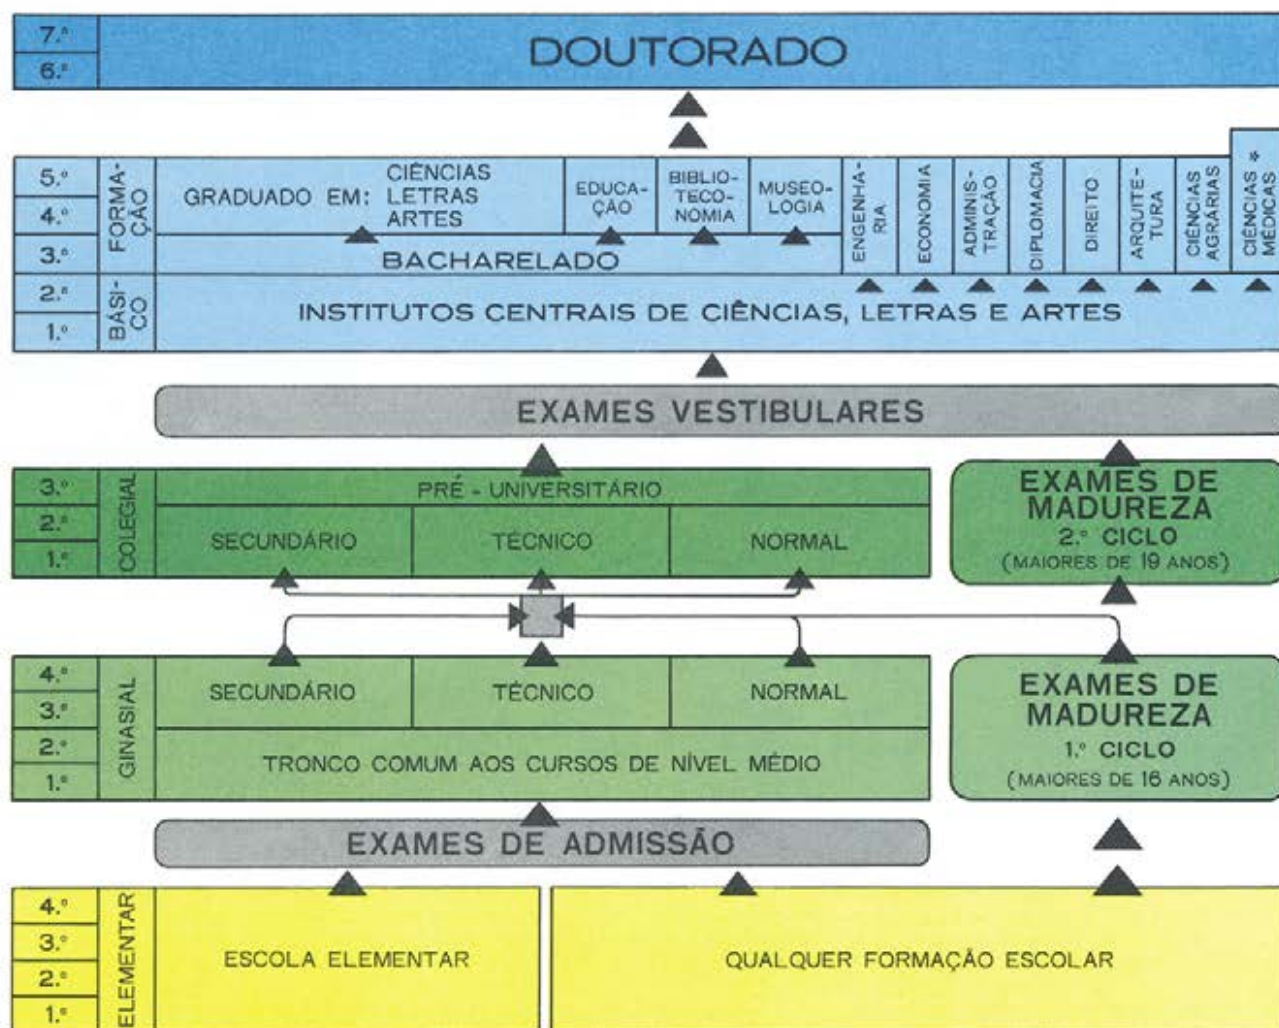 7.º
6.º
DOUTORADO
5.º
4.º
3.º
2.º
1.º
FORMA-
ÇÃO
BÁSI-
CO
GRADUADO EM:
CIÊNCIAS
LETRAS
ARTES
EDUCA-
ÇÃO
BIBLIO-
TECO-
NOMIA
MUSEO-
LOGIA
BACHARELADO
ENGENHA-
RIA
ECONOMIA
ADMINIS-
TRAÇÃO
DIPLOMACIA
DIREITO
ARQUITE-
TURA
CIÊNCIAS
AGRÁRIAS
CIÊNCIAS *
MÉDICAS
INSTITUTOS CENTRAIS DE CIÊNCIAS, LETRAS E ARTES
EXAMES VESTIBULARES
3.º
2.º
1.º
COLEGIAL
PRÉ - UNIVERSITÁRIO
SECUNDÁRIO
TÉCNICO
NORMAL
EXAMES DE
MADUREZA
2.º CICLO
(MAIORES DE 19 ANOS)
4.º
3.º
2.º
1.º
GINASIAL
SECUNDÁRIO
TÉCNICO
NORMAL
TRONCO COMUM AOS CURSOS DE NÍVEL MÉDIO
EXAMES DE
MADUREZA
1.º CICLO
(MAIORES DE 16 ANOS)
EXAMES DE ADMISSÃO
4.º
3.º
2.º
1.º
ELEMENTAR
ESCOLA ELEMENTAR
QUALQUER FORMAÇÃO ESCOLAR